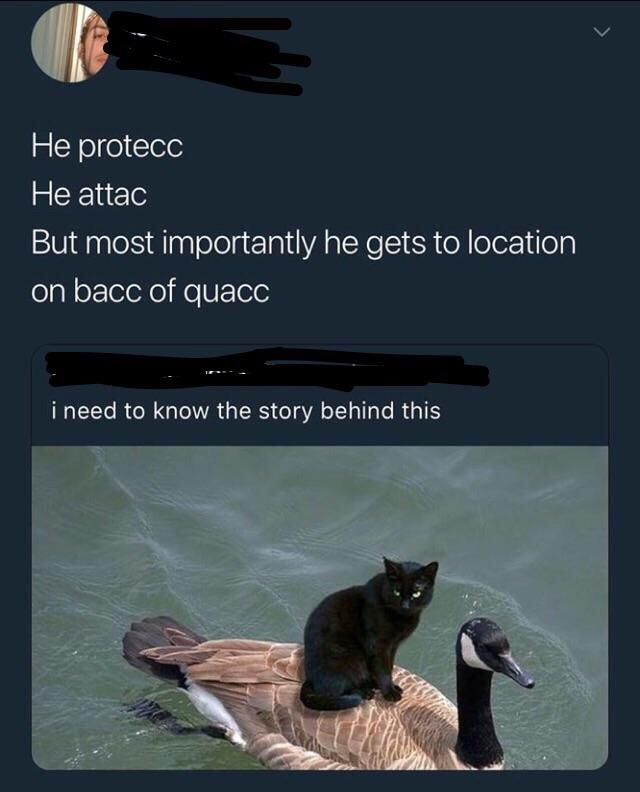 He protecc
He attac
But most importantly he gets to location
on bacc of quacc
i need to know the story behind this